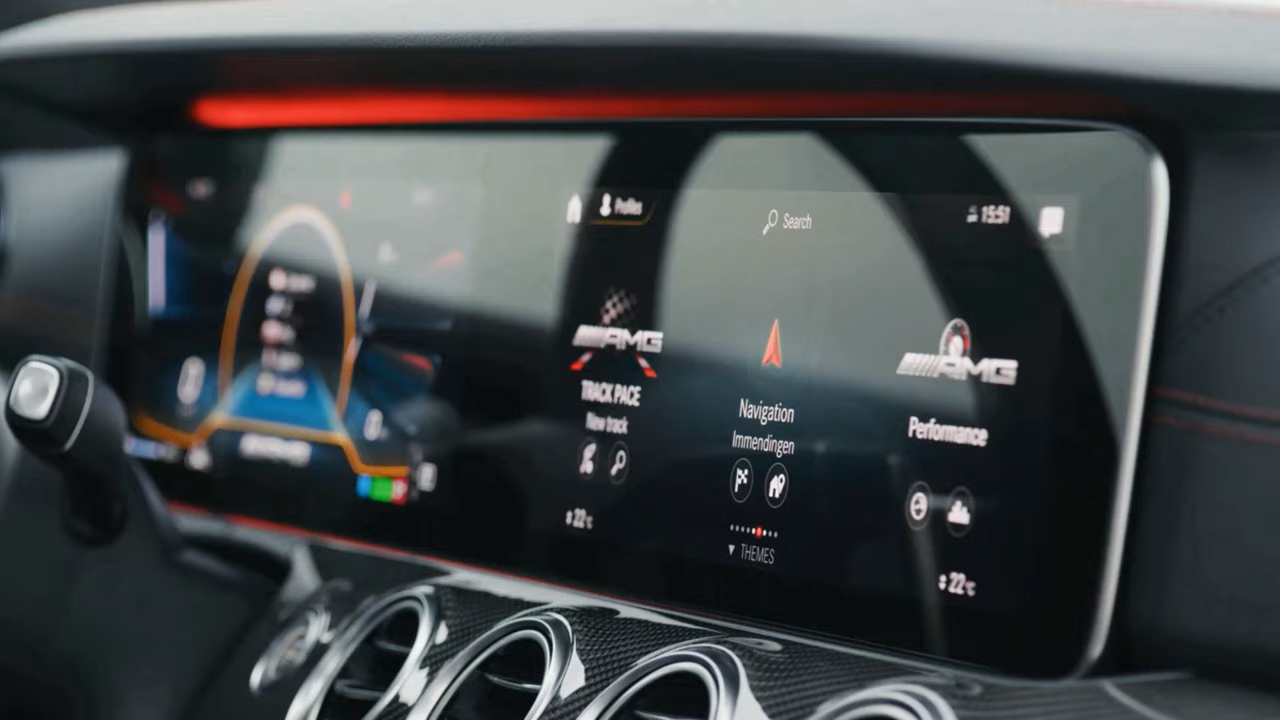 Profiles
Search
15:51
AMG
TRACK PACE
New track
Navigation
Immendingen
AMG
Performance
22°C
THEMES
22°C